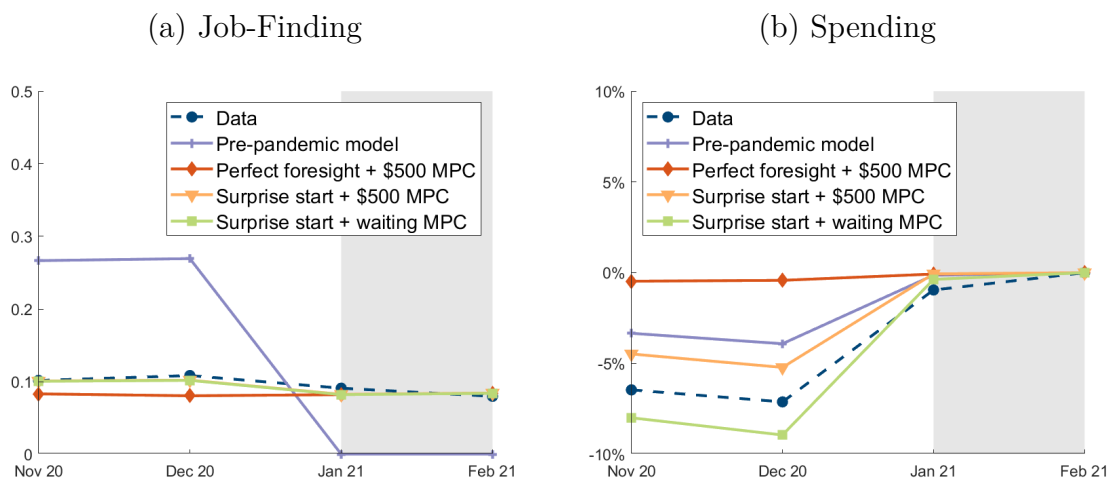 (a) Job-Finding
0.5
0.4
0.3
0.2
0.1
0
Data
Pre-pandemic model
Perfect foresight + $500 MPC
Surprise start + $500 MPC
Surprise start + waiting MPC
Nov 20
Dec 20
Jan 21
Feb 21
(b) Spending
10%
5%
0%
-5%
-10%
Data
Pre-pandemic model
Perfect foresight + $500 MPC
Surprise start + $500 MPC
Surprise start + waiting MPC
Nov 20
Dec 20
Jan 21
Feb 21